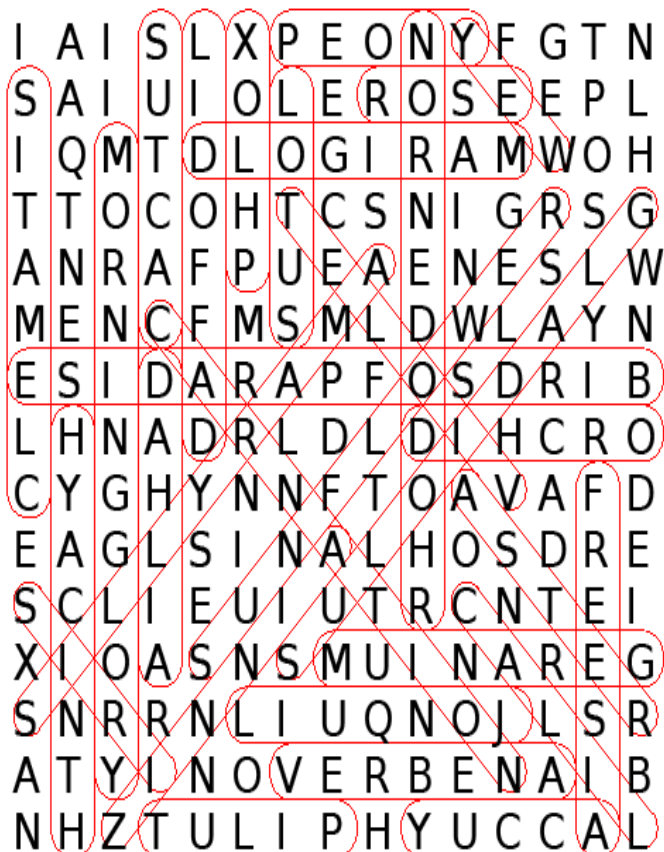 I A I S L X P E O N Y F G T N
S A I U I O L E R O S E E P L
I Q M T D L O G I R A M W O H
T T O C O H T C S N I G R S G
A N R A F P U E A E N E S L W
M E N C F M S M L D W L A Y N
E S I D A R A P F O S D R I B
L H N A D R L D L D I H C R O
C Y G H Y N N F T O A V A F D
E A G L S I N A L H O S D R E
S C L I E U I U T R C N T E I
X I O A S N S M U I N A R E G
S N R R N L I U Q N O J L S R
A T Y I N O V E R B E N A I B
N H Z T U L I P H Y U C C A L